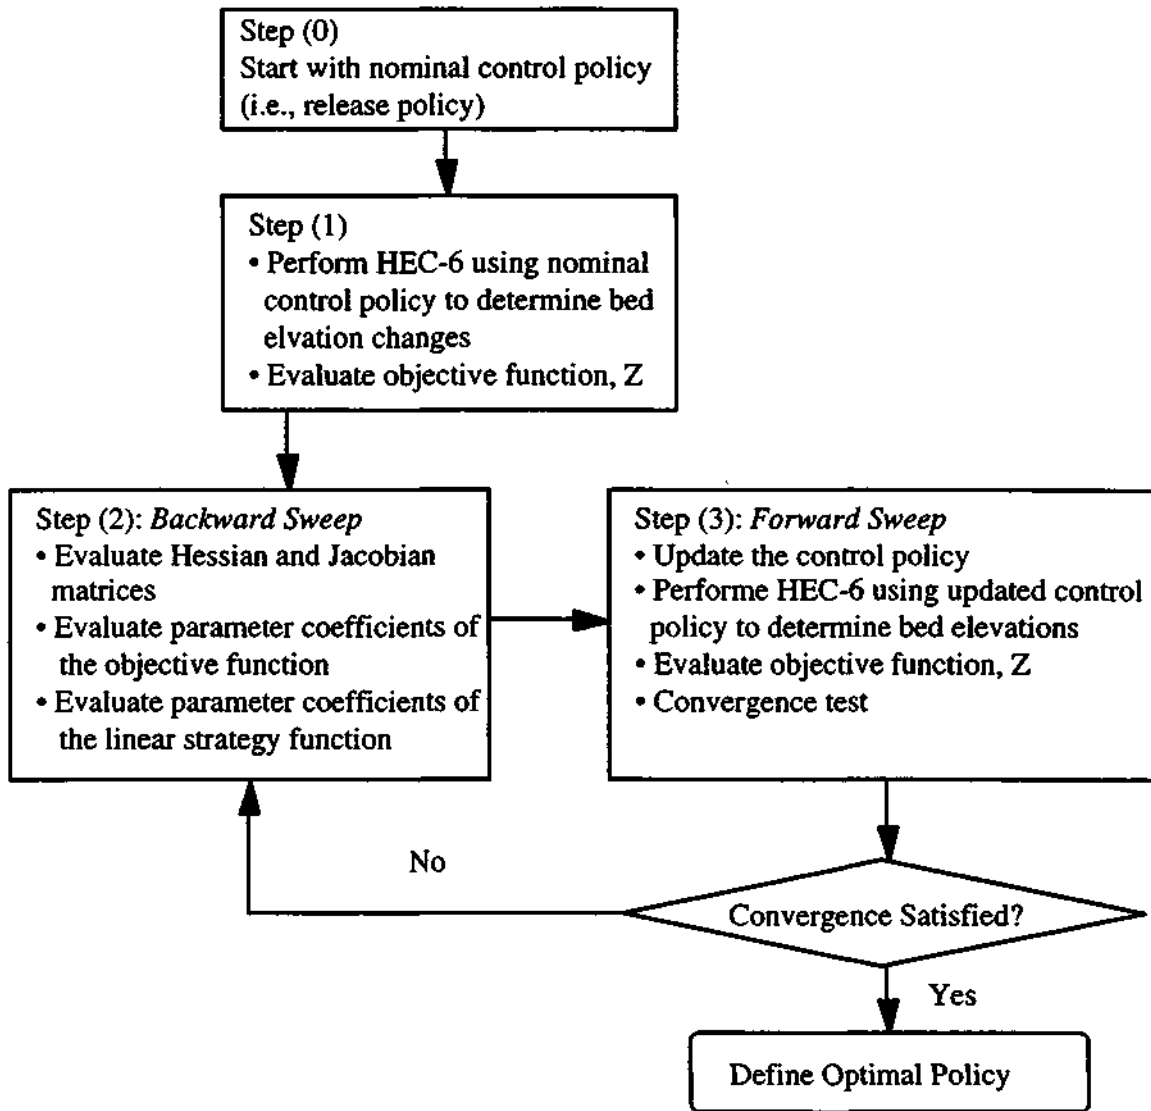 Step (0)
Start with nominal control policy
(i.e., release policy)
Step (1)
• Perform HEC-6 using nominal
control policy to determine bed
elvation changes
• Evaluate objective function, Z
Step (2): Backward Sweep
• Evaluate Hessian and Jacobian
matrices
• Evaluate parameter coefficients of
the objective function
• Evaluate parameter coefficients of
the linear strategy function
Step (3): Forward Sweep
• Update the control policy
• Performe HEC-6 using updated control
policy to determine bed elevations
• Evaluate objective function, Z
• Convergence test
No
Convergence Satisfied?
Yes
Define Optimal Policy